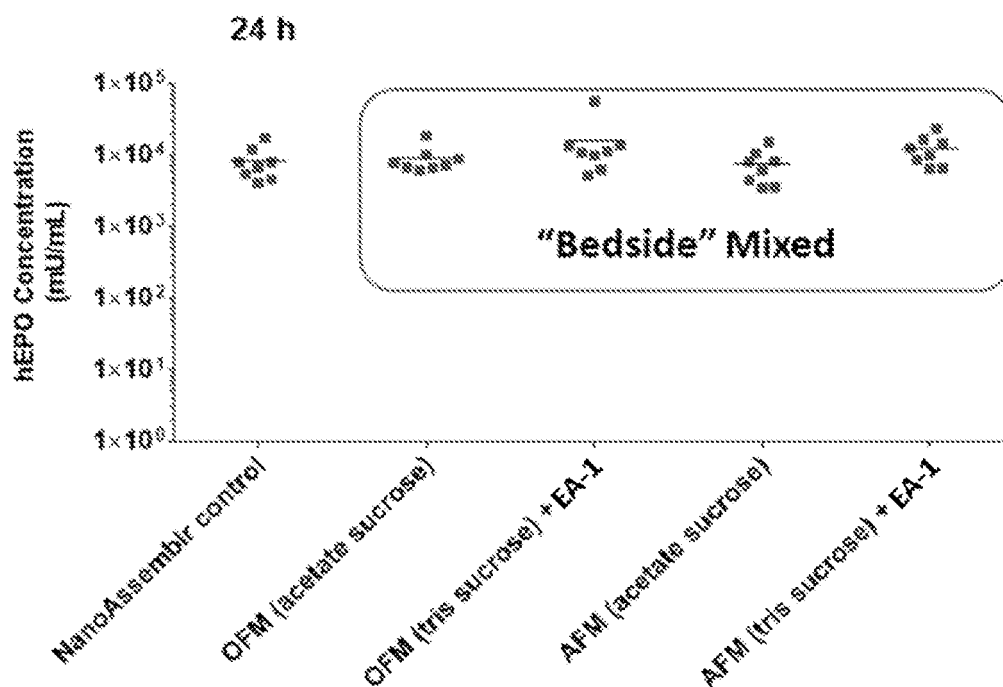 24 h
hEPO Concentration
(mU/mL)
1×10⁵
1×10⁴
1×10³
1×10²
1×10¹
1×10⁰
"Bedside" Mixed
NanoAssemblr control
OFM (acetate sucrose)
OFM (tris sucrose) + EA-1
AFM (acetate sucrose)
AFM (tris sucrose) + EA-1